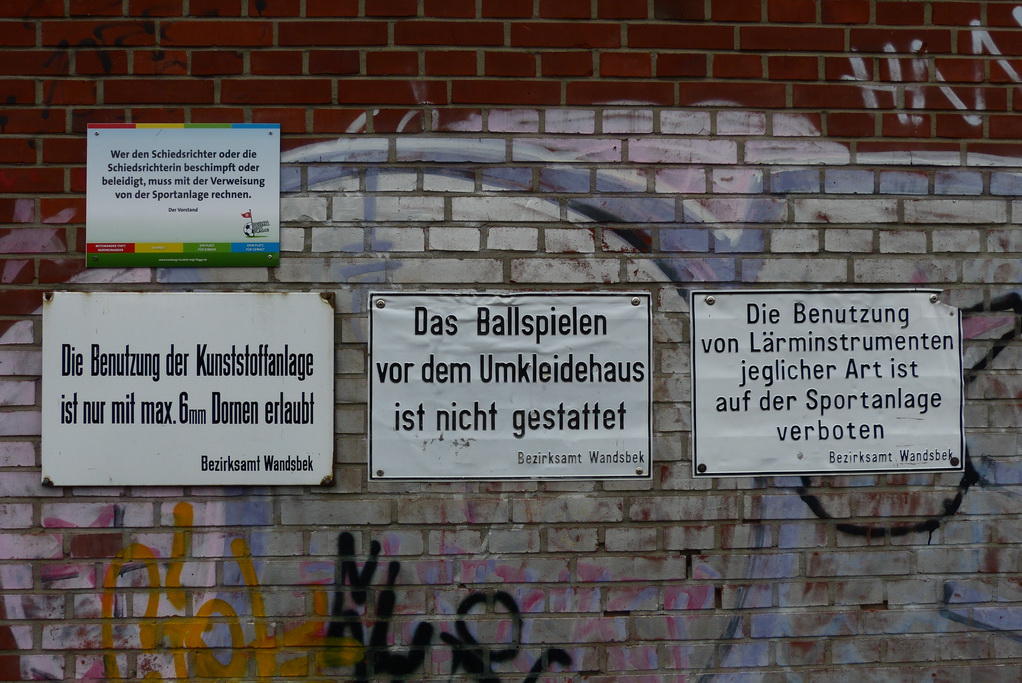 Wer den Schiedsrichter oder die
Schiedsrichterin beschimpft oder
beleidigt, muss mit der Verweisung
von der Sportanlage rechnen.
Der Vorstand
Die Benutzung der Kunststoffanlage
ist nur mit max. 6mm Dornen erlaubt
Bezirksamt Wandsbek
Das Ballspielen
vor dem Umkleidehaus
ist nicht gestattet
Bezirksamt Wandsbek
Die Benutzung
von Lärminstrumenten
jeglicher Art ist
auf der Sportanlage
verboten
Bezirksamt Wandsbek